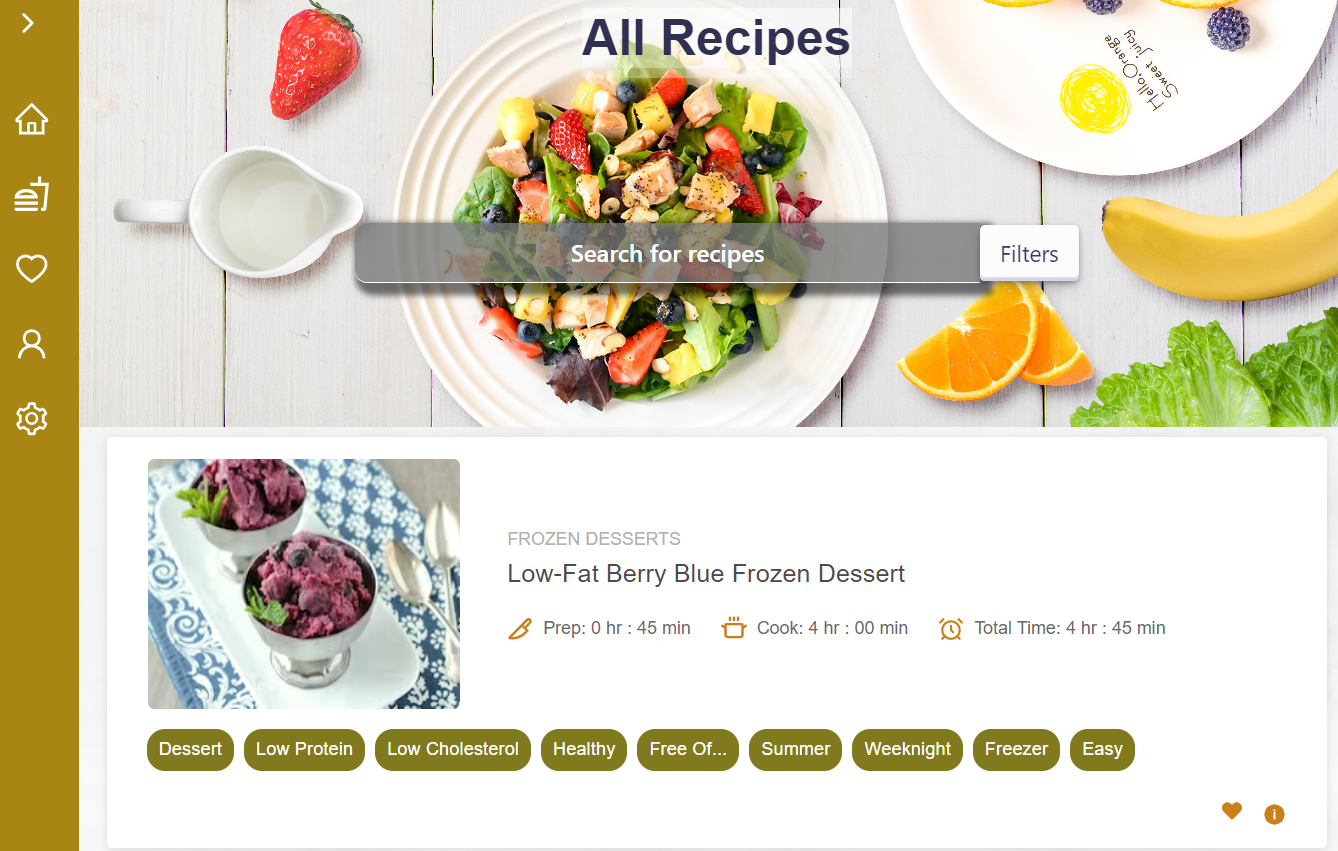 All Recipes
Hello,Orange
Sweet juicy
Search for recipes
Filters
FROZEN DESSERTS
Low-Fat Berry Blue Frozen Dessert
Prep: 0 hr : 45 min Cook: 4 hr : 00 min Total Time: 4 hr : 45 min
Dessert Low Protein Low Cholesterol Healthy Free Of... Summer Weeknight Freezer Easy